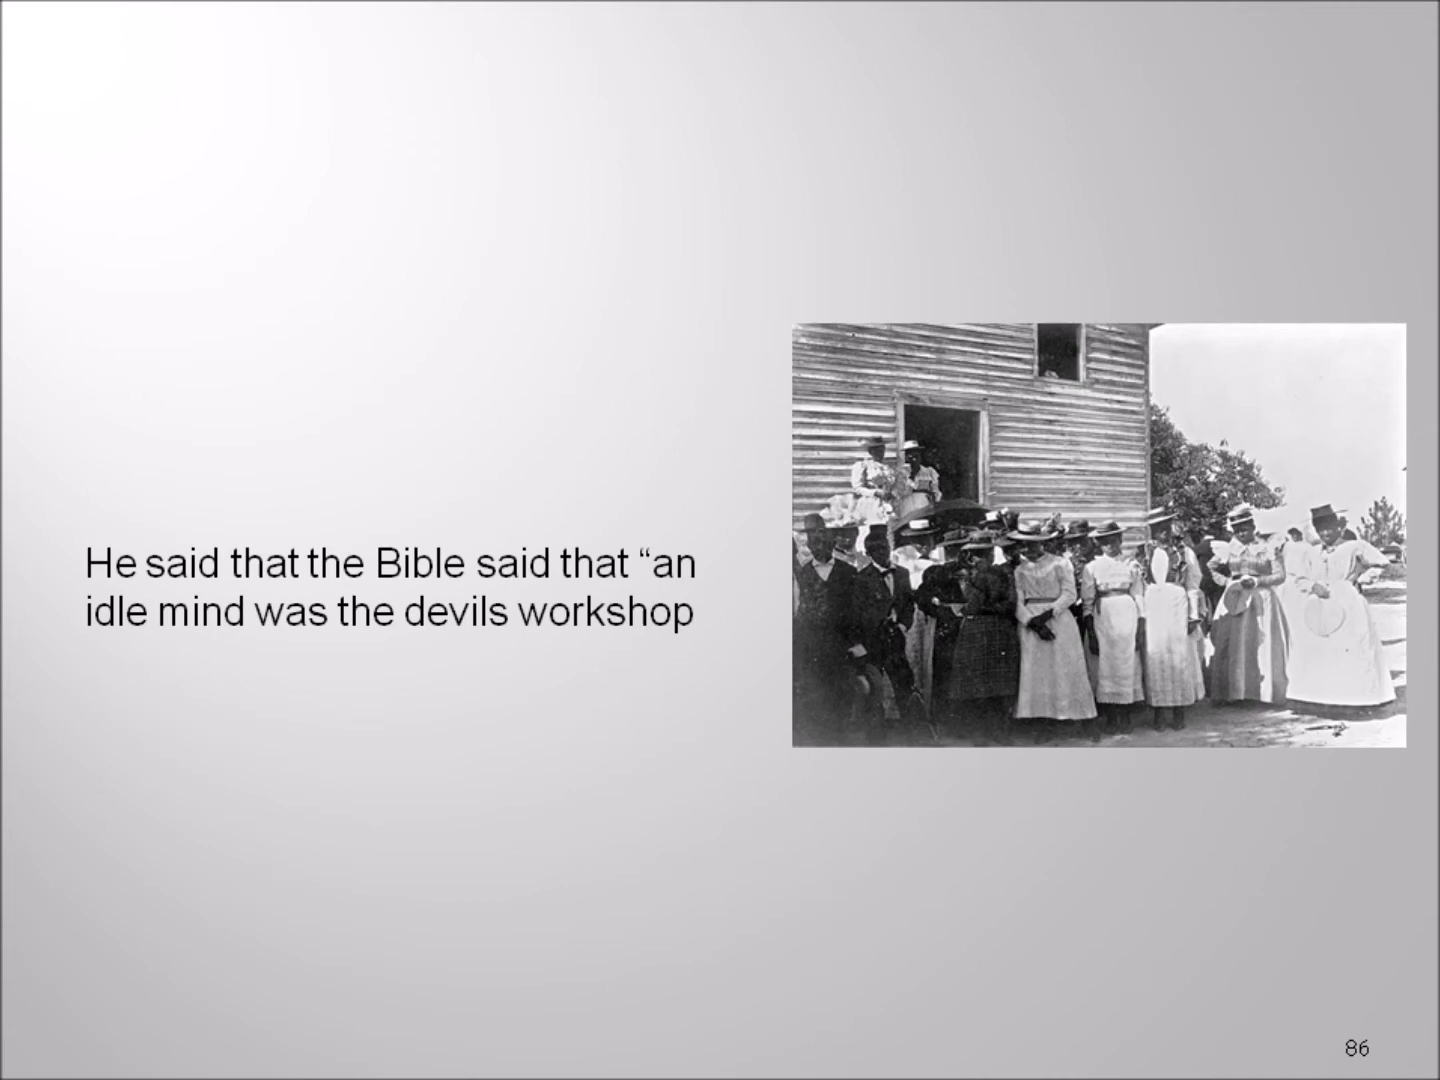 He said that the Bible said that “an
idle mind was the devils workshop
86